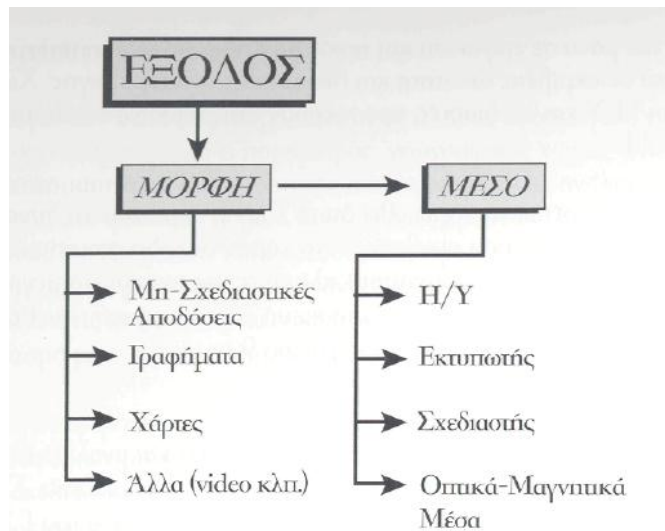 ΕΞΟΔΟΣ
ΜΟΡΦΗ
ΜΕΣΟ
Μη-Σχεδιαστικές
Αποδόσεις
Γραφήματα
Χάρτες
Άλλα (video κλπ.)
Η/Υ
Εκτυπωτής
Σχεδιαστής
Οπτικά-Μαγνητικά
Μέσα